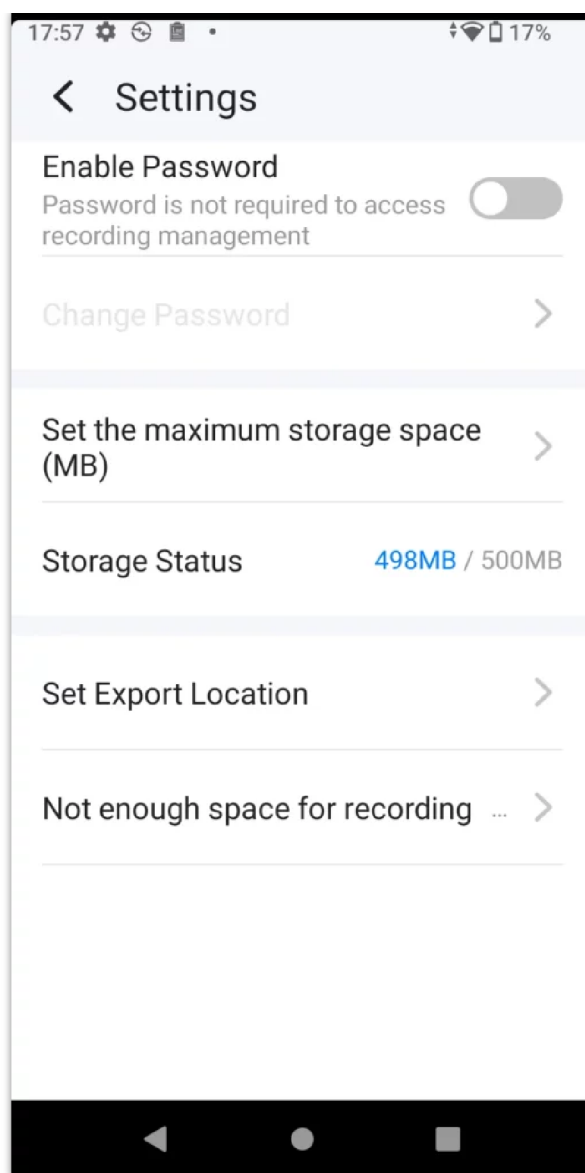 17:57 17%
Settings
Enable Password
Password is not required to access
recording management
Change Password
Set the maximum storage space
(MB)
Storage Status 498MB / 500MB
Set Export Location
Not enough space for recording ...